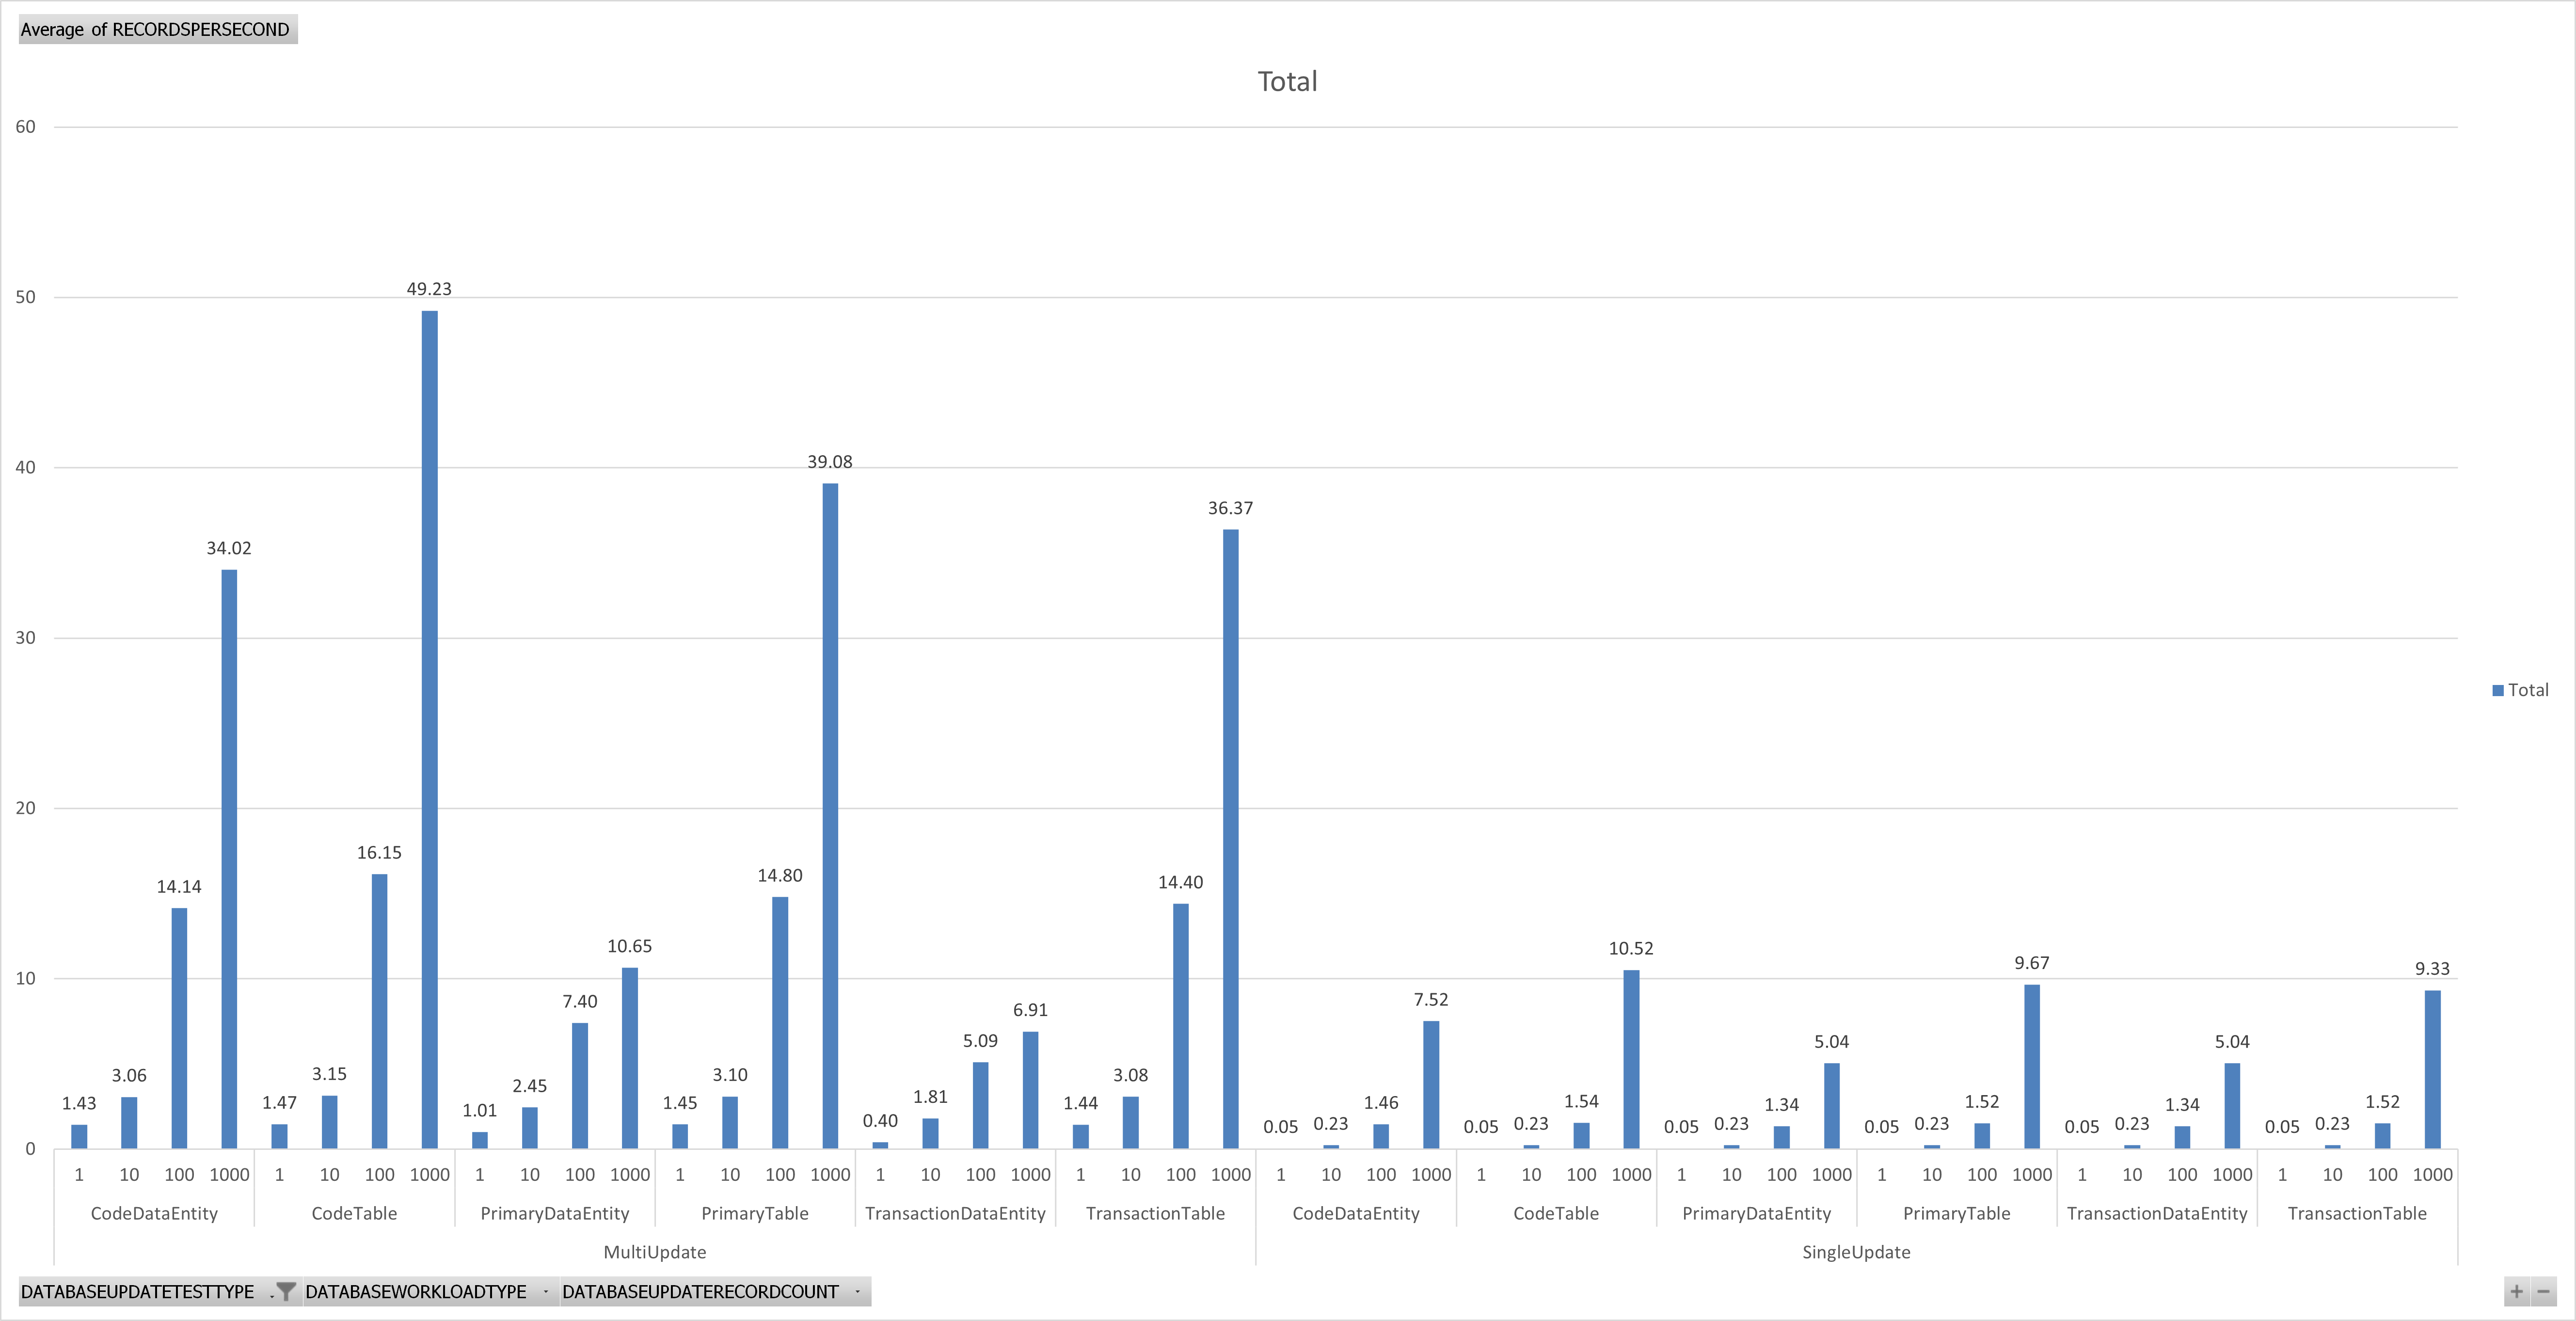 Average of RECORDSPERSECOND
Total
60
50
40
30
20
10
0
1.43 3.06 14.14 34.02 1.47 3.15 16.15 49.23 1.01 2.45 7.40 10.65 1.45 3.10 14.80 39.08 0.40 1.81 5.09 6.91 1.44 3.08 14.40 36.37 0.05 0.23 1.46 7.52 0.05 0.23 1.54 10.52 0.05 0.23 1.34 5.04 0.05 0.23 1.52 9.67 0.05 0.23 1.34 5.04 0.05 0.23 1.52 9.33
Total
1 10 100 1000 1 10 100 1000 1 10 100 1000 1 10 100 1000 1 10 100 1000 1 10 100 1000 1 10 100 1000 1 10 100 1000 1 10 100 1000 1 10 100 1000 1 10 100 1000 1 10 100 1000
CodeDataEntity CodeTable PrimaryDataEntity PrimaryTable TransactionDataEntity TransactionTable CodeDataEntity CodeTable PrimaryDataEntity PrimaryTable TransactionDataEntity TransactionTable
MultiUpdate SingleUpdate
DATABASEUPDATETESTTYPE DATABASEWORKLOADTYPE DATABASEUPDATERECORDCOUNT + −